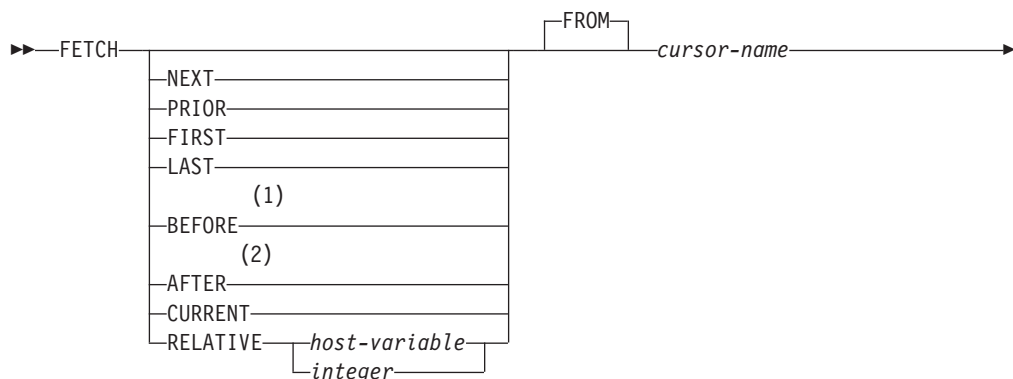 FROM
FETCH cursor-name
NEXT
PRIOR
FIRST
LAST
(1)
BEFORE
(2)
AFTER
CURRENT
RELATIVE host-variable
integer